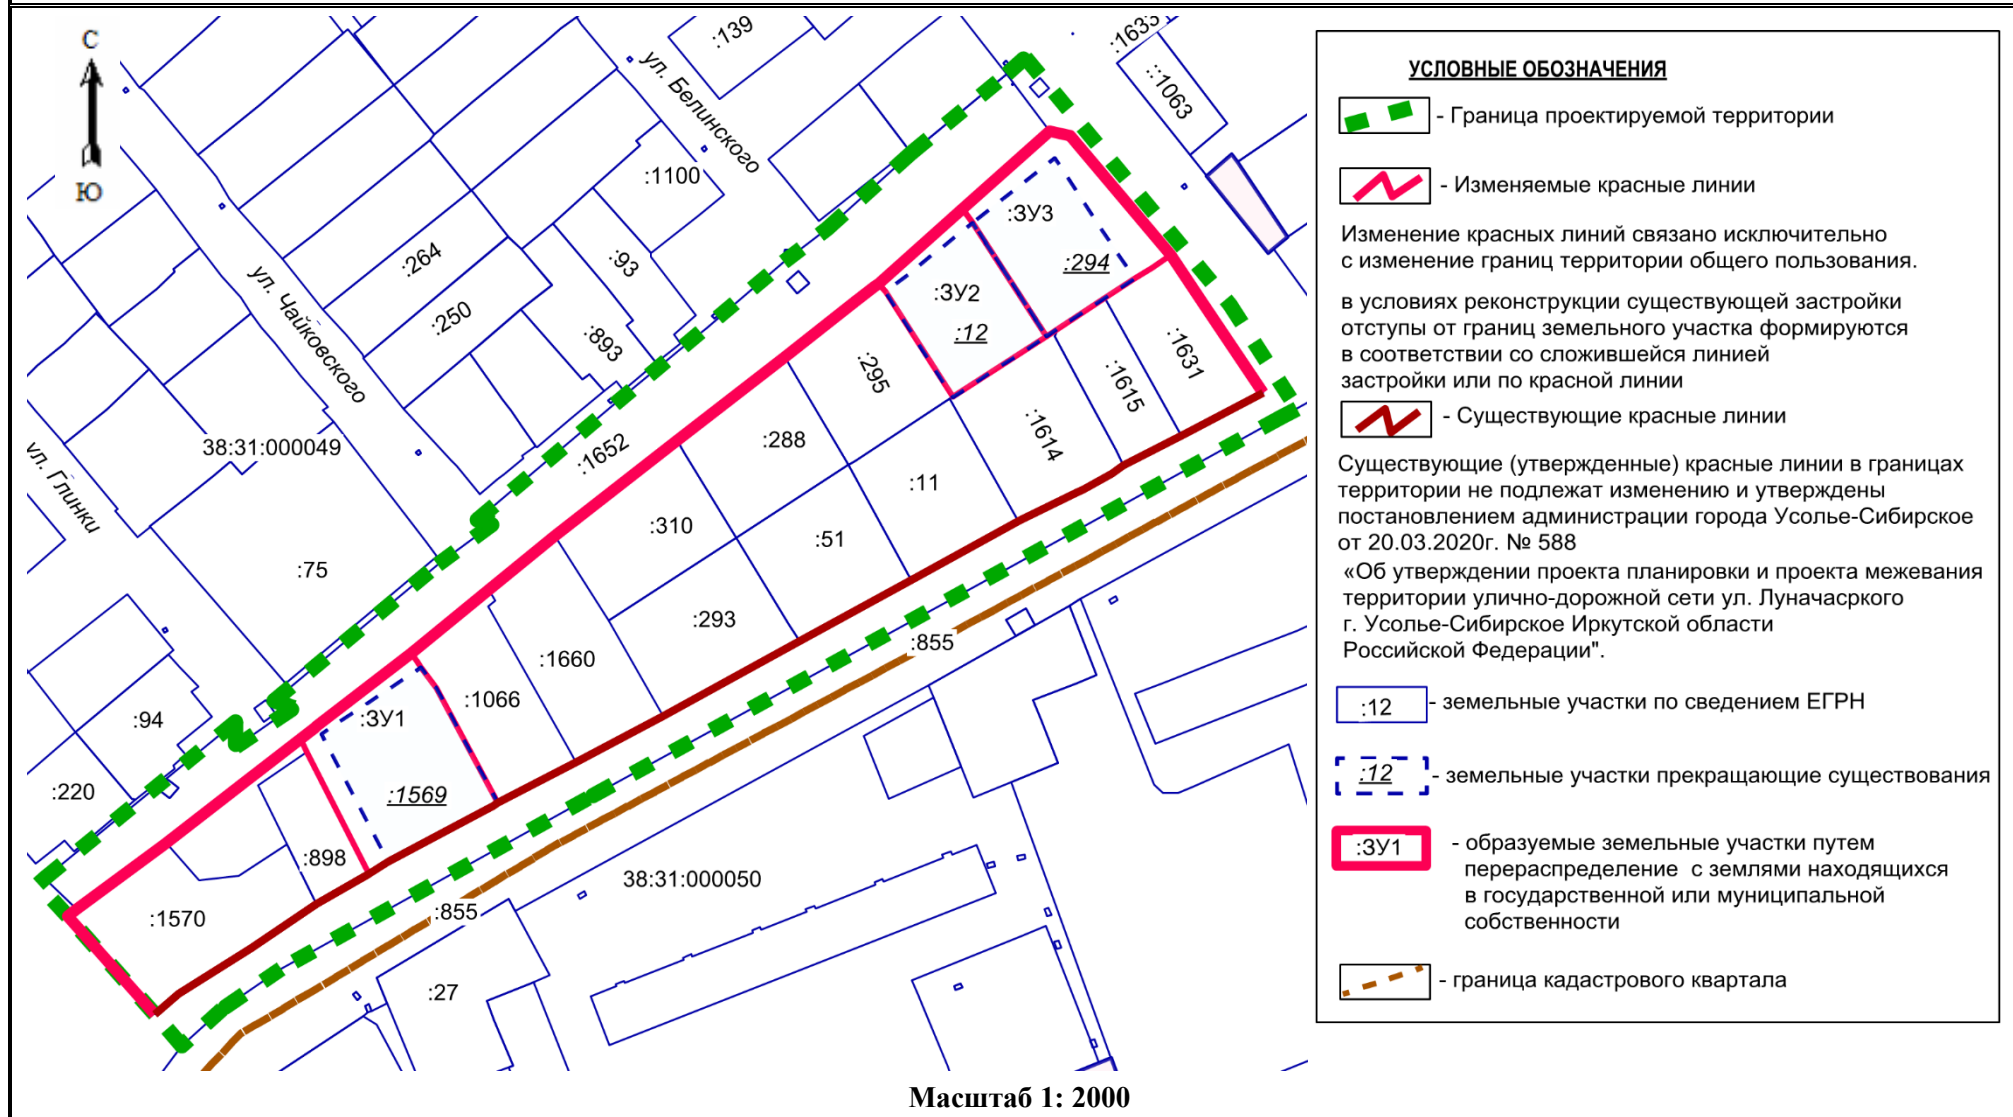 С
Ю
:139
ул. Белинского
:1633
::1063
:1100
:93
:264
:250
:893
ул. Чайковского
ул. Глинки
38:31:000049
:1652
:75
:94
:220
:ЗУ3
:294
:ЗУ2
:12
:295
:1631
:1615
:1614
:288
:11
:310
:51
:293
:1660
:1066
:ЗУ1
:1569
:898
:1570
:855
:855
38:31:000050
:27
Масштаб 1: 2000
УСЛОВНЫЕ ОБОЗНАЧЕНИЯ
- Граница проектируемой территории
- Изменяемые красные линии
Изменение красных линий связано исключительно
с изменение границ территории общего пользования.
в условиях реконструкции существующей застройки
отступы от границ земельного участка формируются
в соответствии со сложившейся линией
застройки или по красной линии
- Существующие красные линии
Существующие (утвержденные) красные линии в границах
территории не подлежат изменению и утверждены
постановлением администрации города Усолье-Сибирское
от 20.03.2020г. № 588
«Об утверждении проекта планировки и проекта межевания
территории улично-дорожной сети ул. Луначасркого
г. Усолье-Сибирское Иркутской области
Российской Федерации".
:12 - земельные участки по сведением ЕГРН
:12 - земельные участки прекращающие существования
:ЗУ1 - образуемые земельные участки путем
перераспределение с землями находящихся
в государственной или муниципальной
собственности
- граница кадастрового квартала